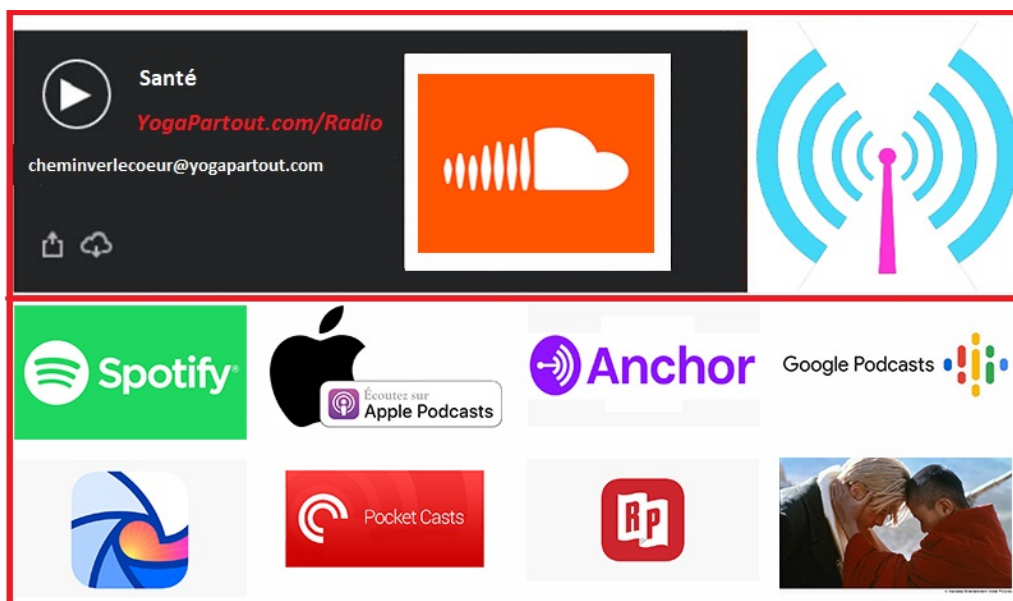 Santé
YogaPartout.com/Radio
cheminverlecoeur@yogapartout.com
Spotify®
Écoutez sur
Apple Podcasts
Anchor
Google Podcasts
Pocket Casts
RP